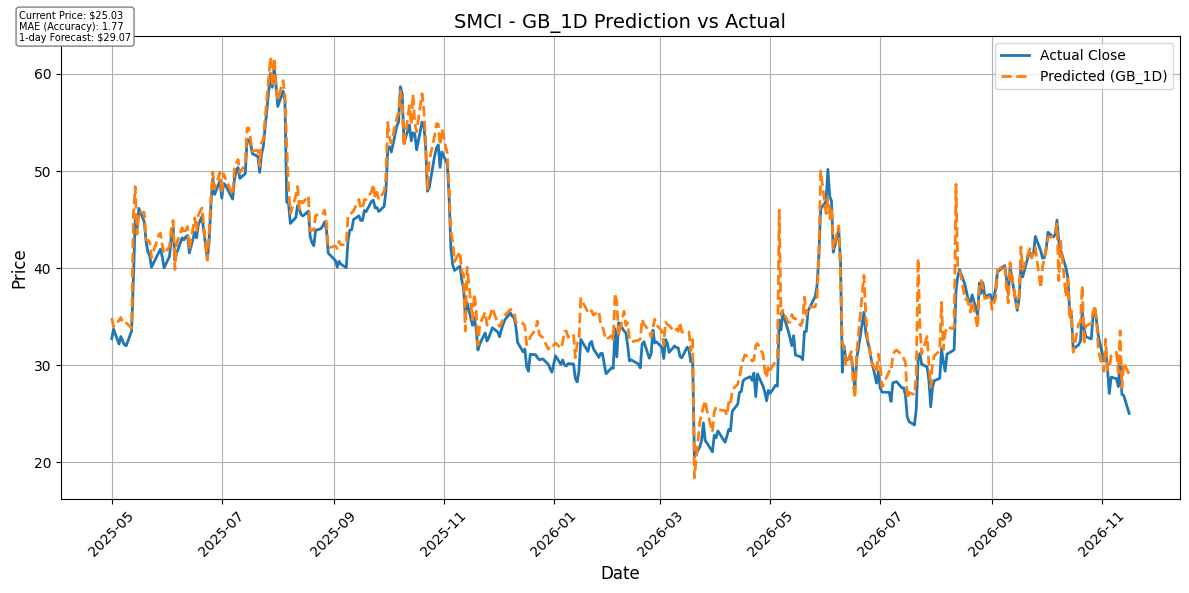 Current Price: $25.03
MAE (Accuracy): 1.77
1-day Forecast: $29.07
SMCI - GB_1D Prediction vs Actual
Actual Close
Predicted (GB_1D)
Price
60
50
40
30
20
2025-05
2025-07
2025-09
2025-11
2026-01
2026-03
2026-05
2026-07
2026-09
2026-11
Date